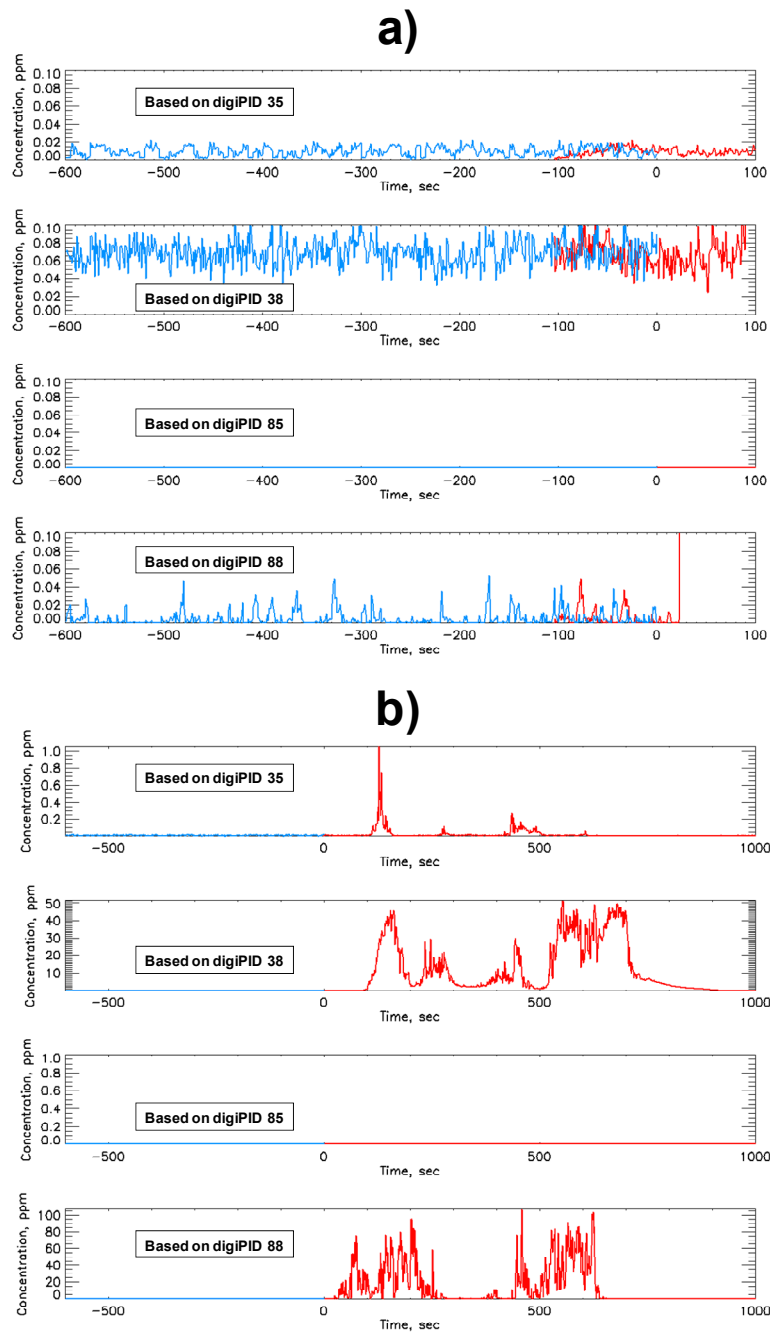 a)
Concentration, ppm
0.10
0.08
0.06
0.04
0.02
0.00
Based on digiPID 35
-600 -500 -400 -300 -200 -100 0 100
Time, sec
Concentration, ppm
0.10
0.08
0.06
0.04
0.02
0.00
Based on digiPID 38
-600 -500 -400 -300 -200 -100 0 100
Time, sec
Concentration, ppm
0.10
0.08
0.06
0.04
0.02
0.00
Based on digiPID 85
-600 -500 -400 -300 -200 -100 0 100
Time, sec
Concentration, ppm
0.10
0.08
0.06
0.04
0.02
0.00
Based on digiPID 88
-600 -500 -400 -300 -200 -100 0 100
Time, sec
b)
Concentration, ppm
1.0
0.8
0.6
0.4
0.2
Based on digiPID 35
-500 0 500 1000
Time, sec
Concentration, ppm
50
40
30
20
10
Based on digiPID 38
-500 0 500 1000
Time, sec
Concentration, ppm
1.0
0.8
0.6
0.4
0.2
0.0
Based on digiPID 85
-500 0 500 1000
Time, sec
Concentration, ppm
100
80
60
40
20
0
Based on digiPID 88
-500 0 500 1000
Time, sec